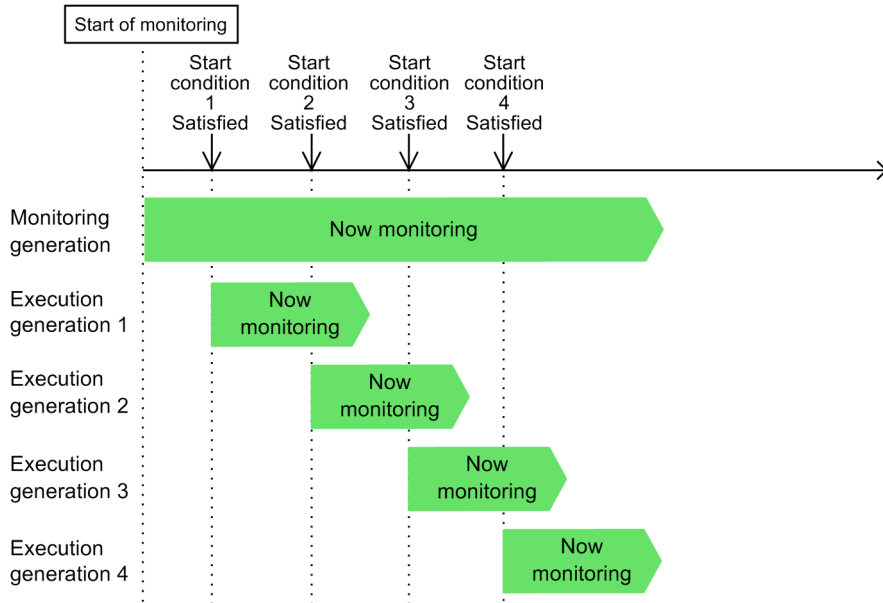 Start of monitoring
Start
condition
1
Satisfied
Start
condition
2
Satisfied
Start
condition
3
Satisfied
Start
condition
4
Satisfied
Monitoring
generation
Now monitoring
Execution
generation 1
Now
monitoring
Execution
generation 2
Now
monitoring
Execution
generation 3
Now
monitoring
Execution
generation 4
Now
monitoring